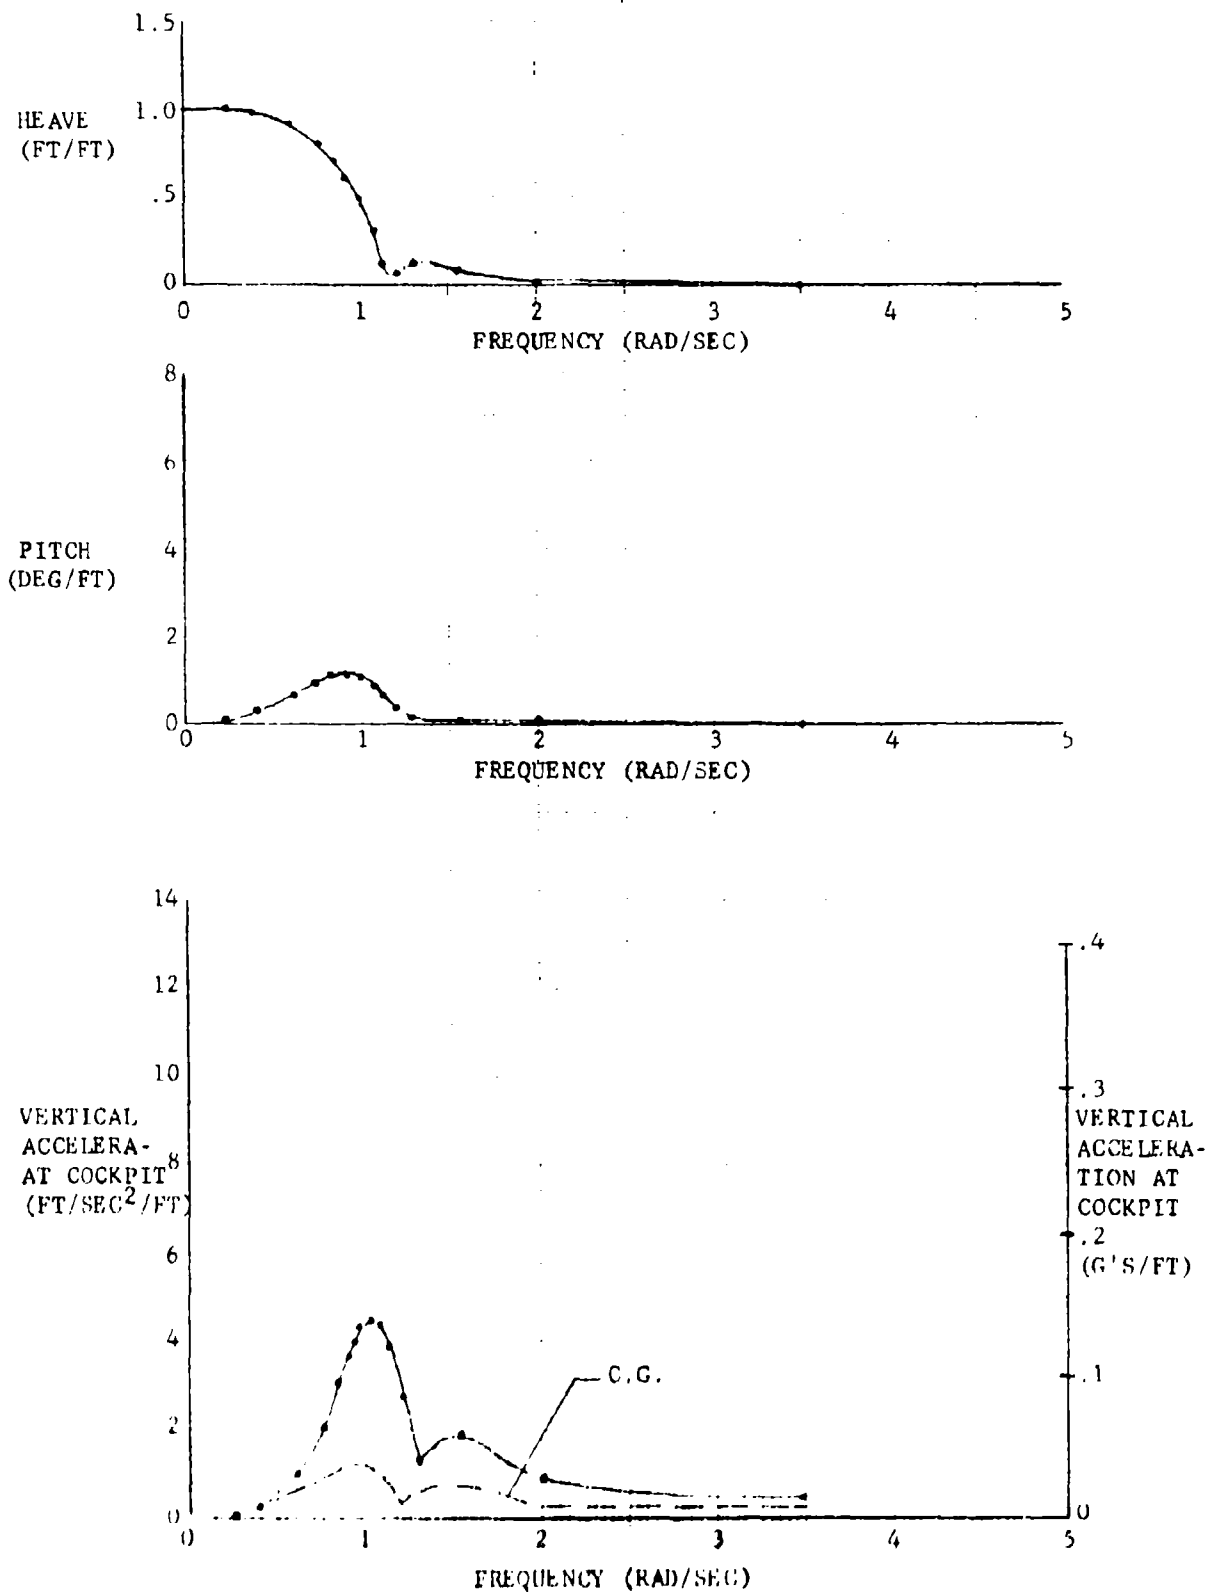 1.5
HEAVE
(FT/FT)
1.0
.5
0
0 1 2 3 4 5
FREQUENCY (RAD/SEC)
8
6
PITCH
(DEG/FT)
4
2
0
0 1 2 3 4 5
FREQUENCY (RAD/SEC)
14
12
10
VERTICAL
ACCELERA-
AT COCKPIT
(FT/SEC²/FT)
8
6
4
2
0
C.G.
.4
.3
VERTICAL
ACCELERA-
TION AT
COCKPIT
.2
(G'S/FT)
.1
0
0 1 2 3 4 5
FREQUENCY (RAD/SEC)